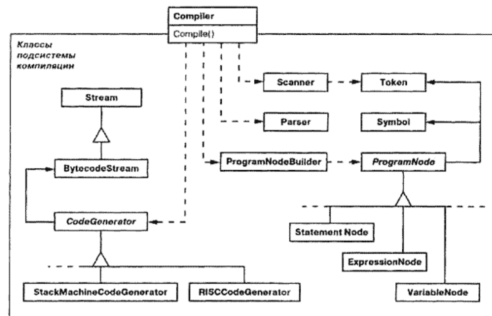 Compiler
Compile()
Классы
подсистемы
компиляции
Stream
Scanner
Token
Parser
Symbol
BytecodeStream
ProgramNodeBuilder
ProgramNode
CodeGenerator
Statement Node
ExpressionNode
StackMachineCodeGenerator
RISCCodeGenerator
VariableNode